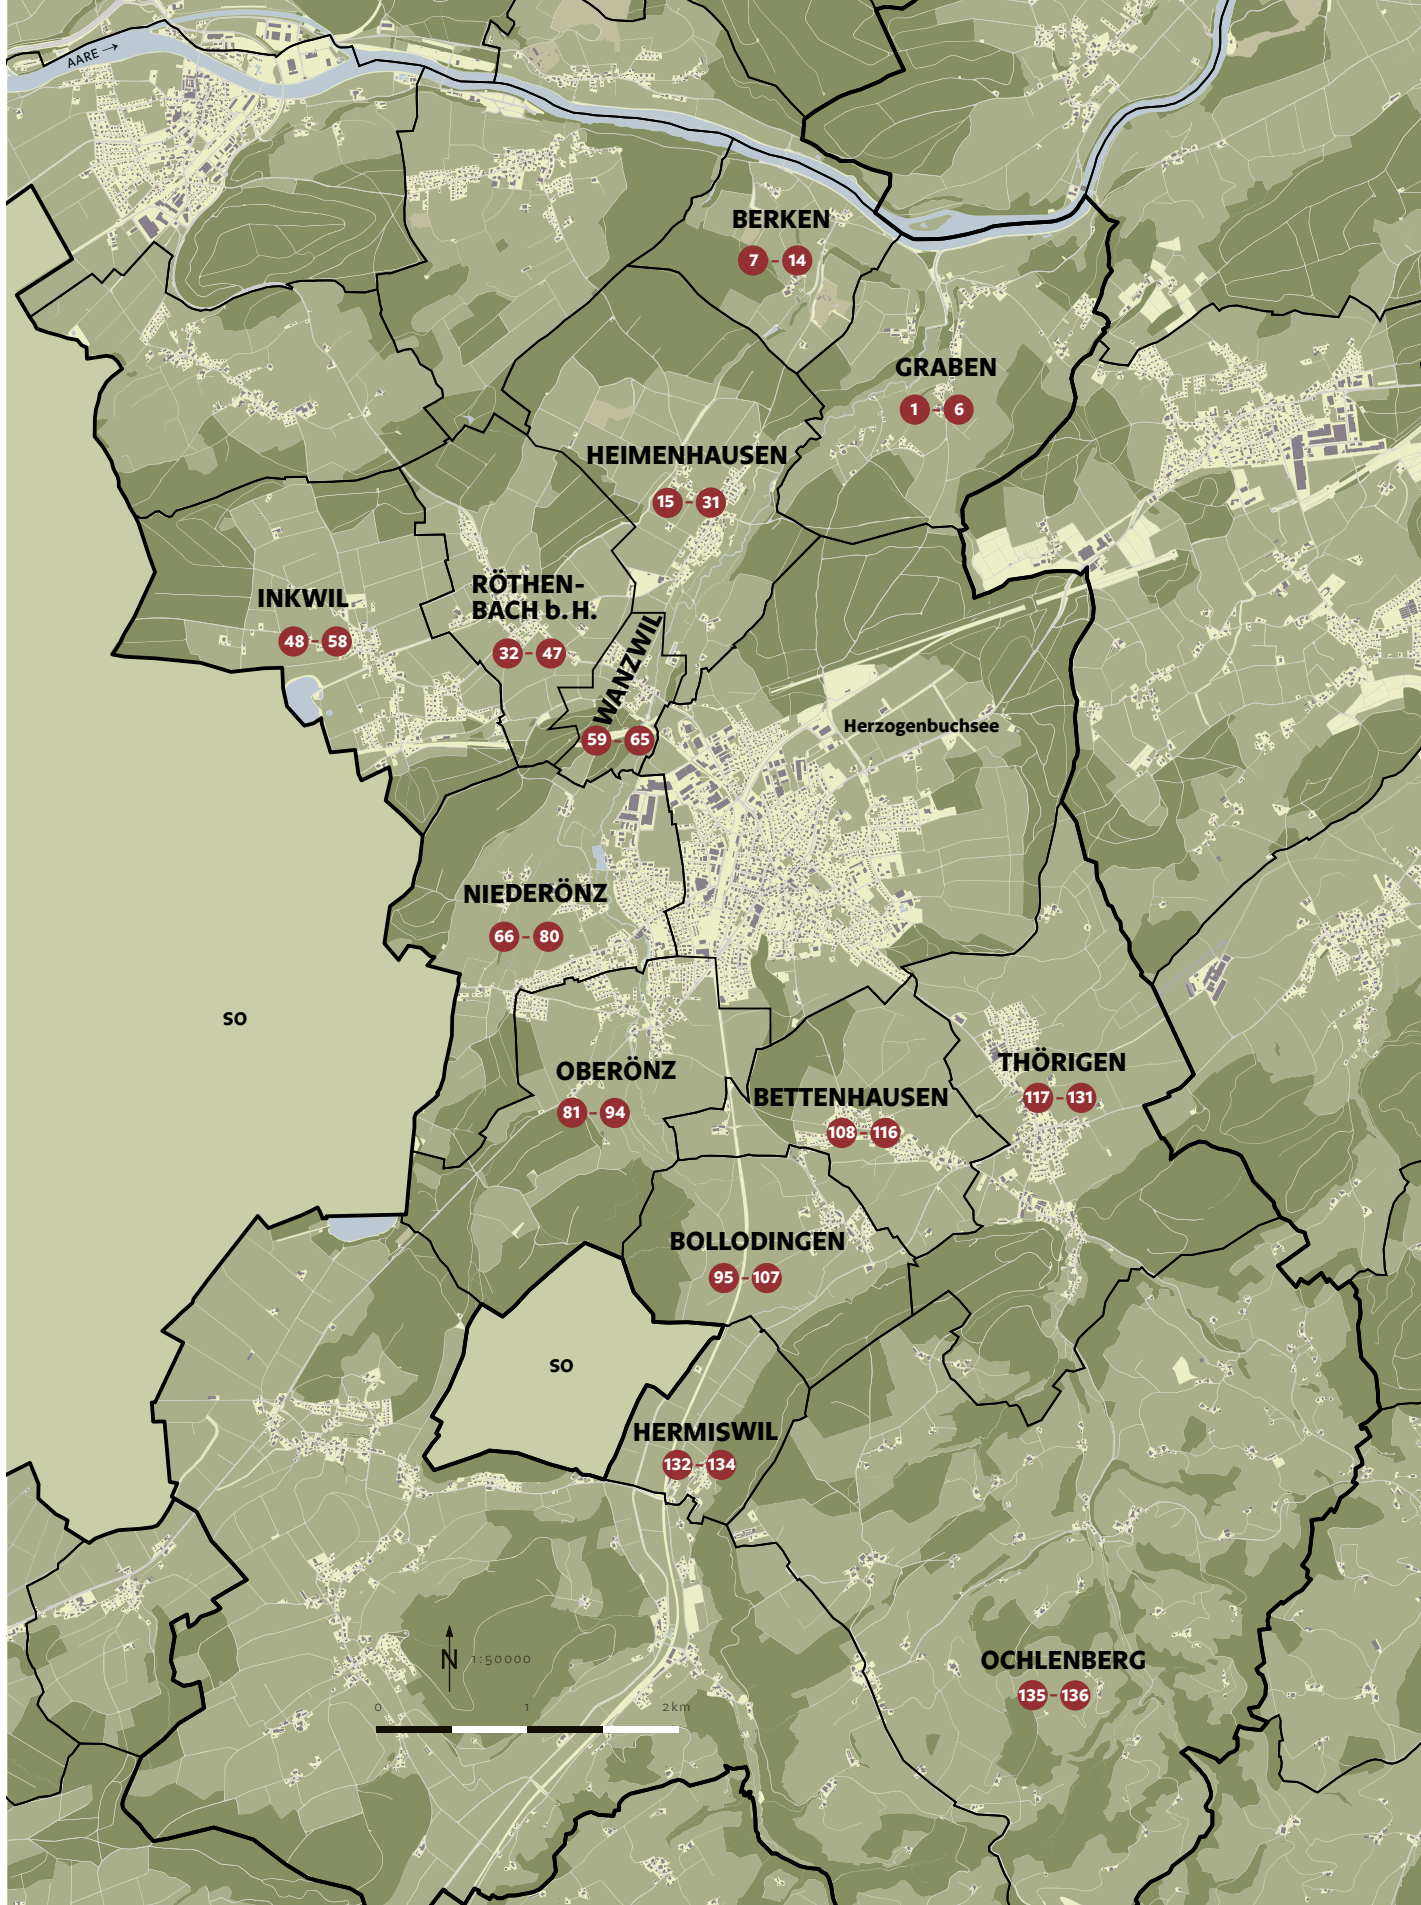 AARE →
BERKEN
7 - 14
GRABEN
1 - 6
HEIMENHAUSEN
15 - 31
RÖTHEN-
BACH b.H.
32 - 47
INKWIL
48 - 58
WANZWIL
59 - 65
Herzogenbuchsee
NIEDERÖNZ
66 - 80
SO
OBERÖNZ
81 - 94
BETTENHAUSEN
108 - 116
THÖRIGEN
117 - 131
BOLLODINGEN
95 - 107
SO
HERMISWIL
132 - 134
OCHLENBERG
135 - 136
N 1:50000
0 1 2km